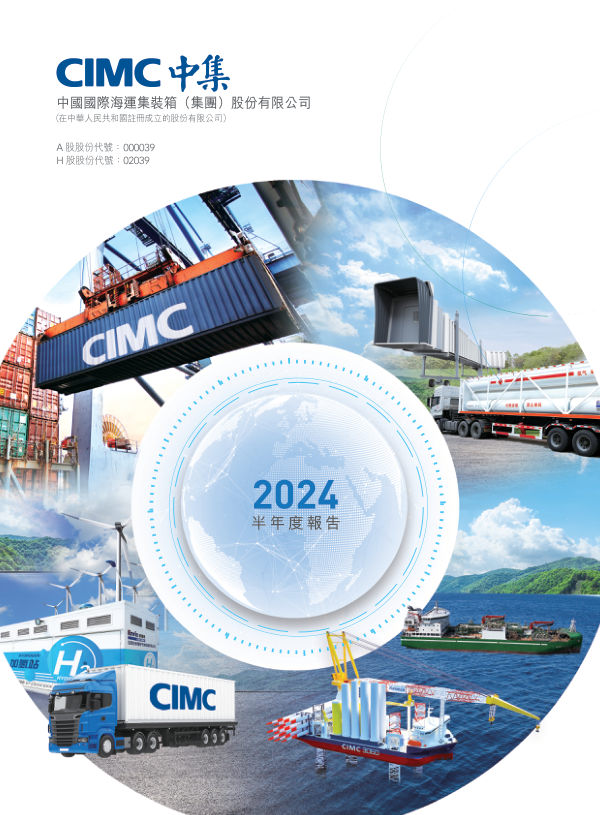 CIMC 中集
中國國際海運集裝箱（集團）股份有限公司
（在中華人民共和國註冊成立的股份有限公司）
A 股股份代號：000039
H 股股份代號：02039
CIMC
2024
半年度報告
加氫站
H
CIMC
CIMC